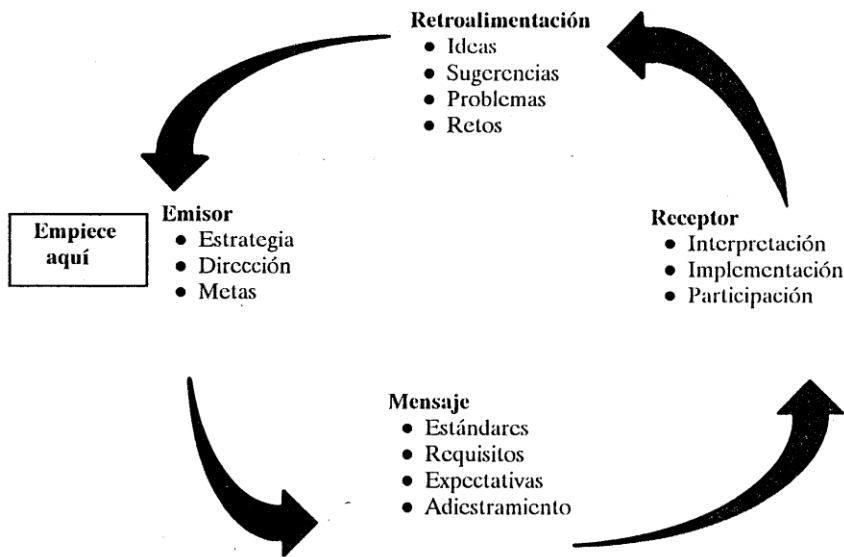 Retroalimentación
● Ideas
● Sugerencias
● Problemas
● Retos
Empiece
aquí
Emisor
● Estrategia
● Dirección
● Metas
Receptor
● Interpretación
● Implementación
● Participación
Mensaje
● Estándares
● Requisitos
● Expectativas
● Adiestramiento